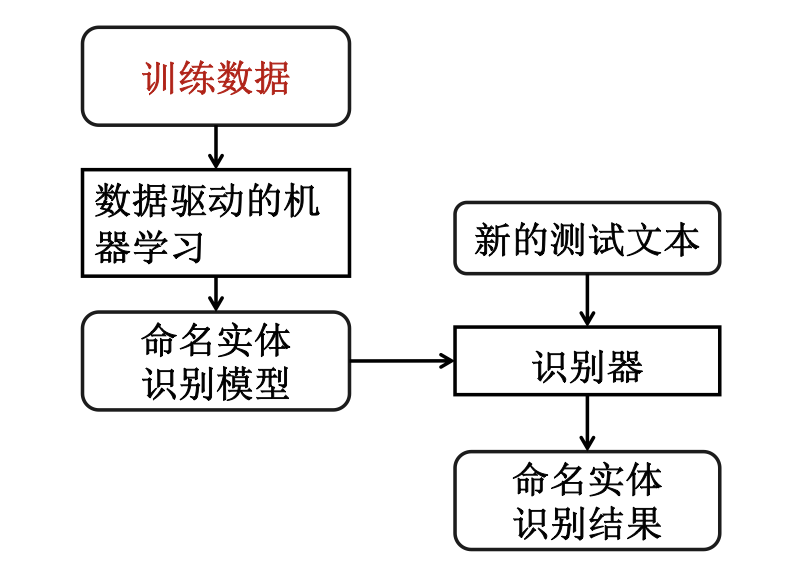 训练数据
数据驱动的机
器学习
命名实体
识别模型
新的测试文本
识别器
命名实体
识别结果